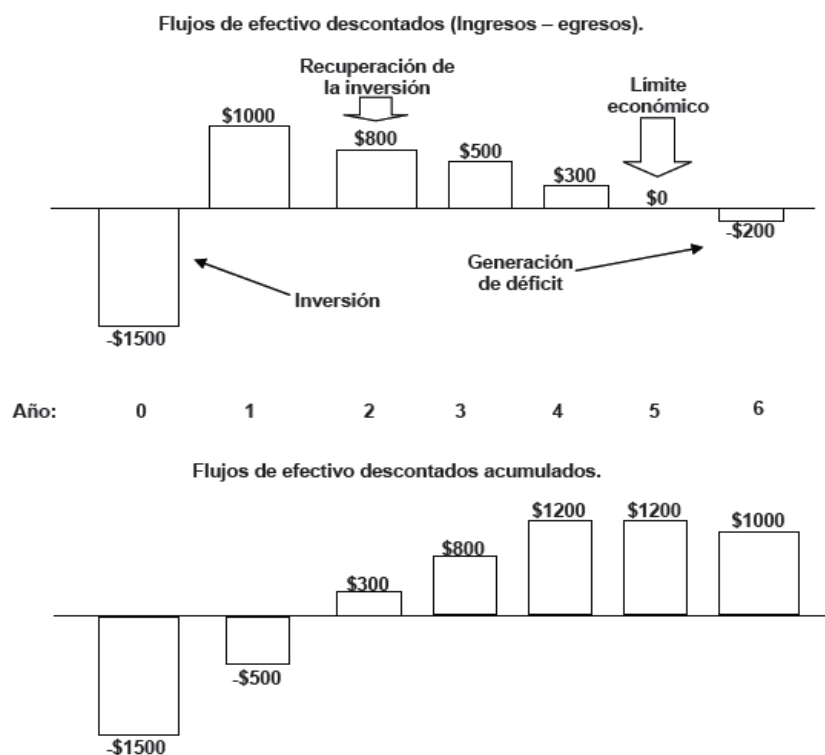 Flujos de efectivo descontados (Ingresos – egresos).
Recuperación de
la inversión
Límite
económico
$1000
$800
$500
$300
$0
-$200
Generación
de déficit
Inversión
-$1500
Año: 0 1 2 3 4 5 6
Flujos de efectivo descontados acumulados.
$1200 $1200 $1000
$800
$300
-$500
-$1500